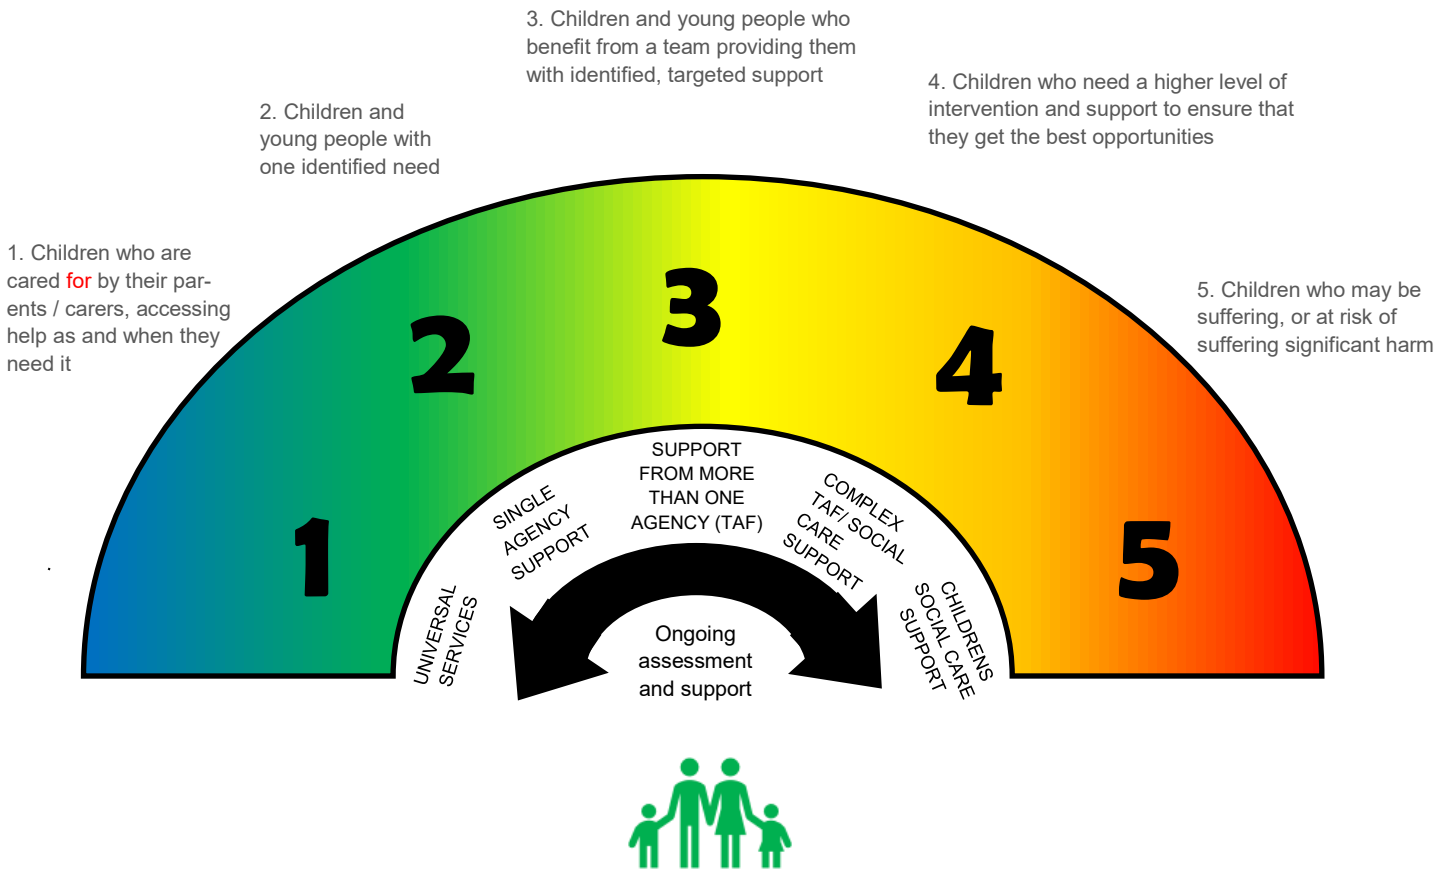 3. Children and young people who
benefit from a team providing them
with identified, targeted support
4. Children who need a higher level of
intervention and support to ensure that
they get the best opportunities
2. Children and
young people with
one identified need
1. Children who are
cared for by their par-
ents / carers, accessing
help as and when they
need it
5. Children who may be
suffering, or at risk of
suffering significant harm
1
2
3
4
5
UNIVERSAL
SERVICES
SINGLE
AGENCY
SUPPORT
SUPPORT
FROM MORE
THAN ONE
AGENCY (TAF)
COMPLEX
TAF/ SOCIAL
CARE
SUPPORT
CHILDRENS
SOCIAL CARE
SUPPORT
Ongoing
assessment
and support
.